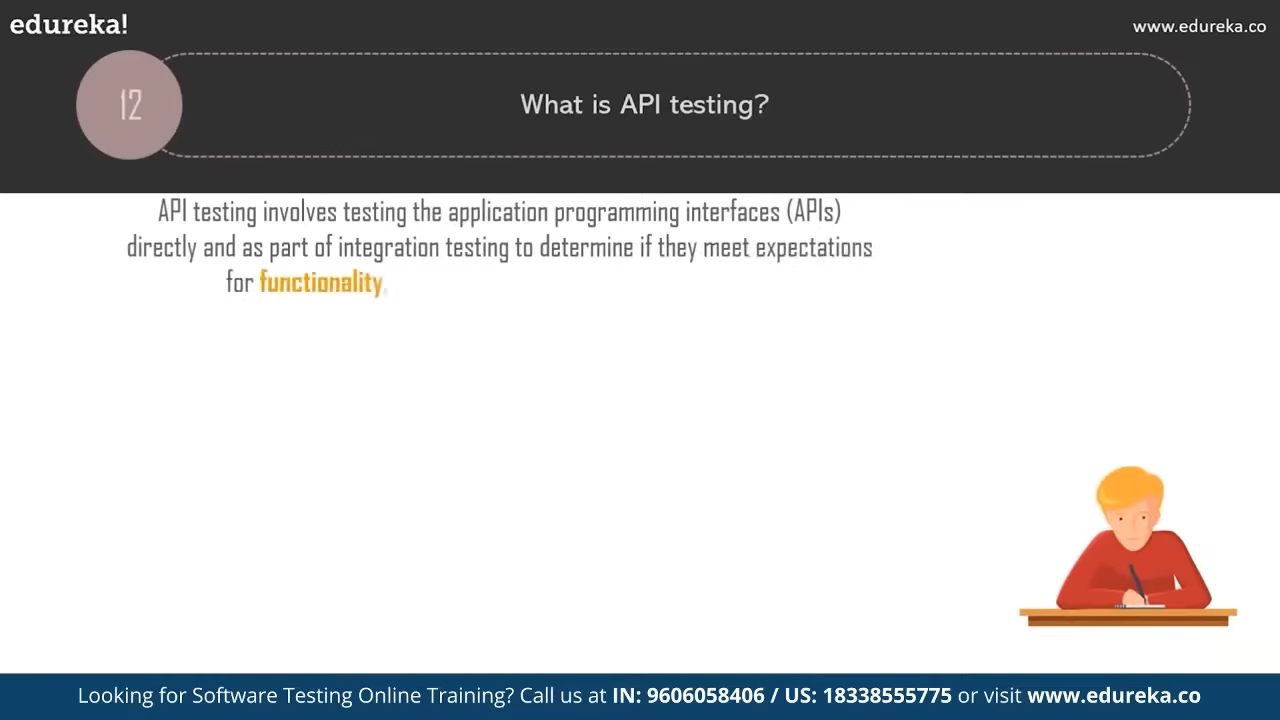 edureka!
www.edureka.co
12
What is API testing?
API testing involves testing the application programming interfaces (APIs)
directly and as part of integration testing to determine if they meet expectations
for functionality,
Looking for Software Testing Online Training? Call us at IN: 9606058406 / US: 18338555775 or visit www.edureka.co